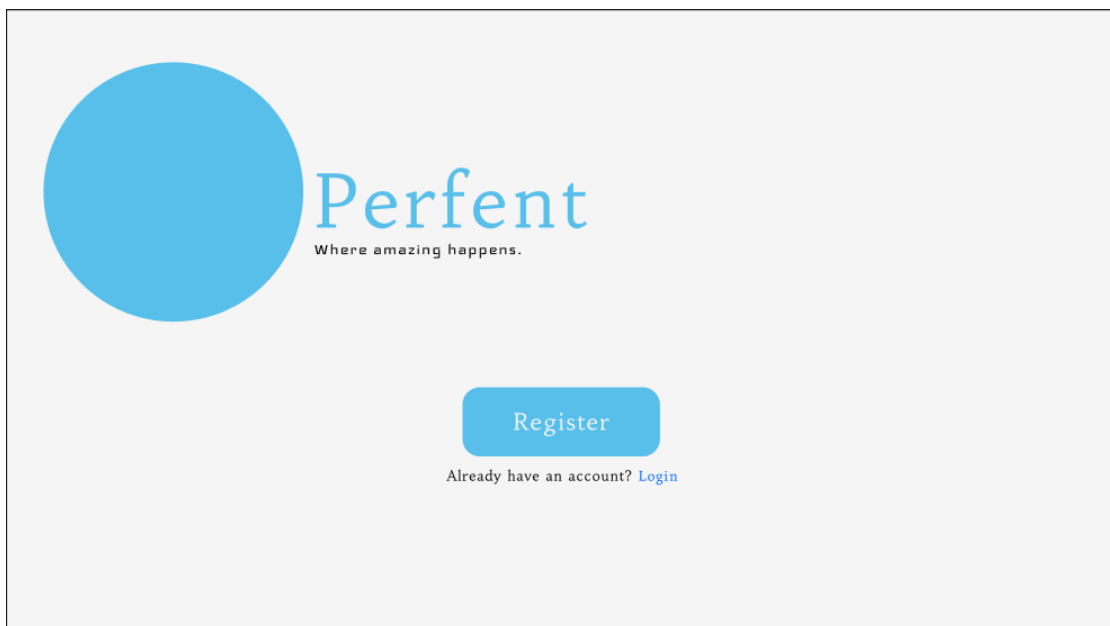 Perfent
Where amazing happens.
Register
Already have an account? Login